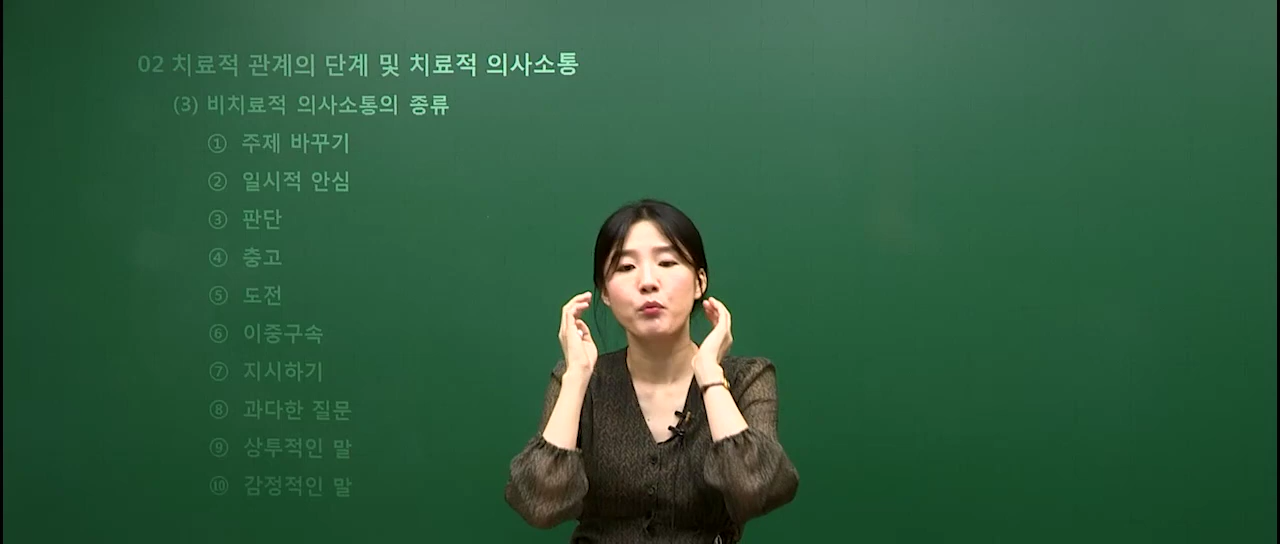 02 치료적 관계의 단계 및 치료적 의사소통
(3) 비치료적 의사소통의 종류
① 주제 바꾸기
② 일시적 안심
③ 판단
④ 충고
⑤ 도전
⑥ 이중구속
⑦ 지시하기
⑧ 과다한 질문
⑨ 상투적인 말
⑩ 감정적인 말